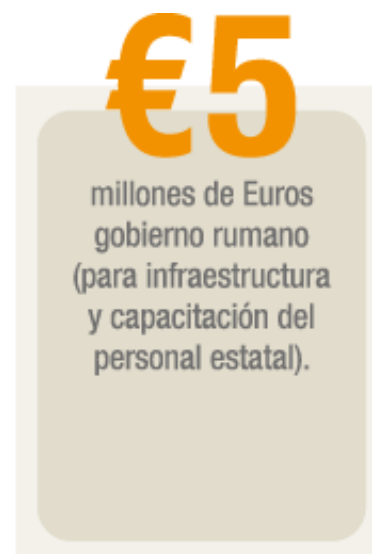 €5
millones de Euros
gobierno rumano
(para infraestructura
y capacitación del
personal estatal).